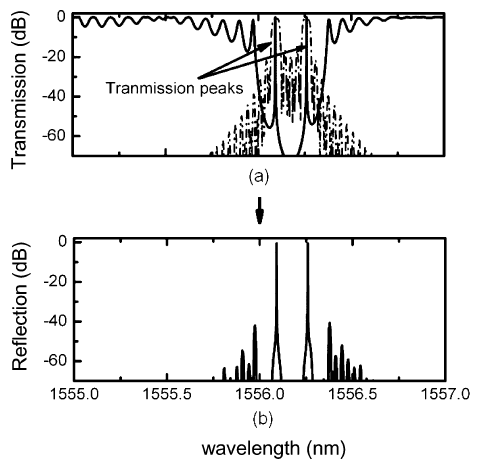 0
-20
-40
-60
Transmission (dB)
Tranmission peaks
(a)
0
-20
-40
-60
Reflection (dB)
1555.0 1555.5 1556.0 1556.5 1557.0
(b)
wavelength (nm)